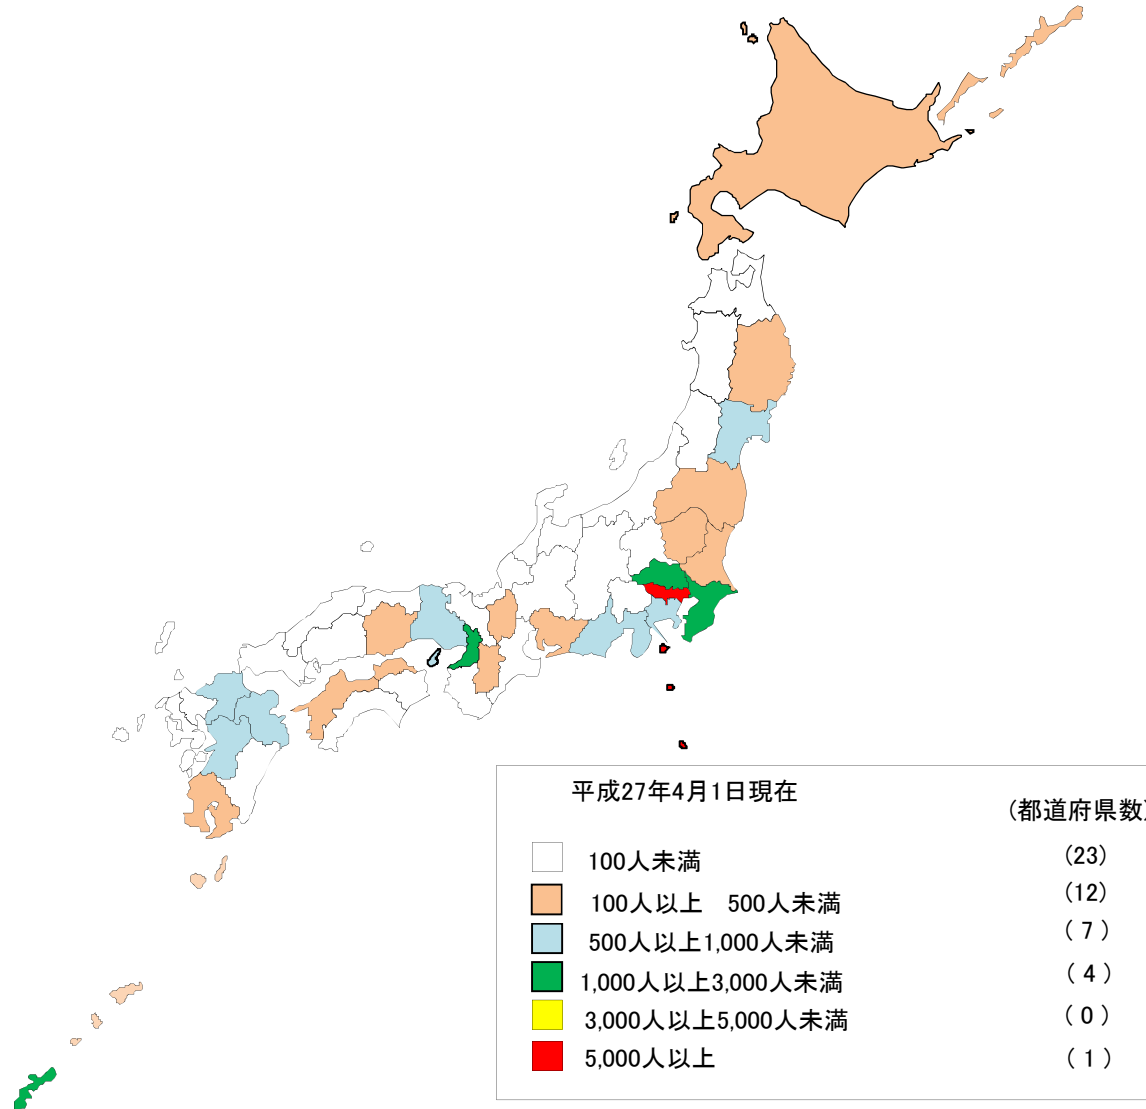 平成27年4月1日現在
(都道府県数)
100人未満 (23)
100人以上 500人未満 (12)
500人以上1,000人未満 (7)
1,000人以上3,000人未満 (4)
3,000人以上5,000人未満 (0)
5,000人以上 (1)